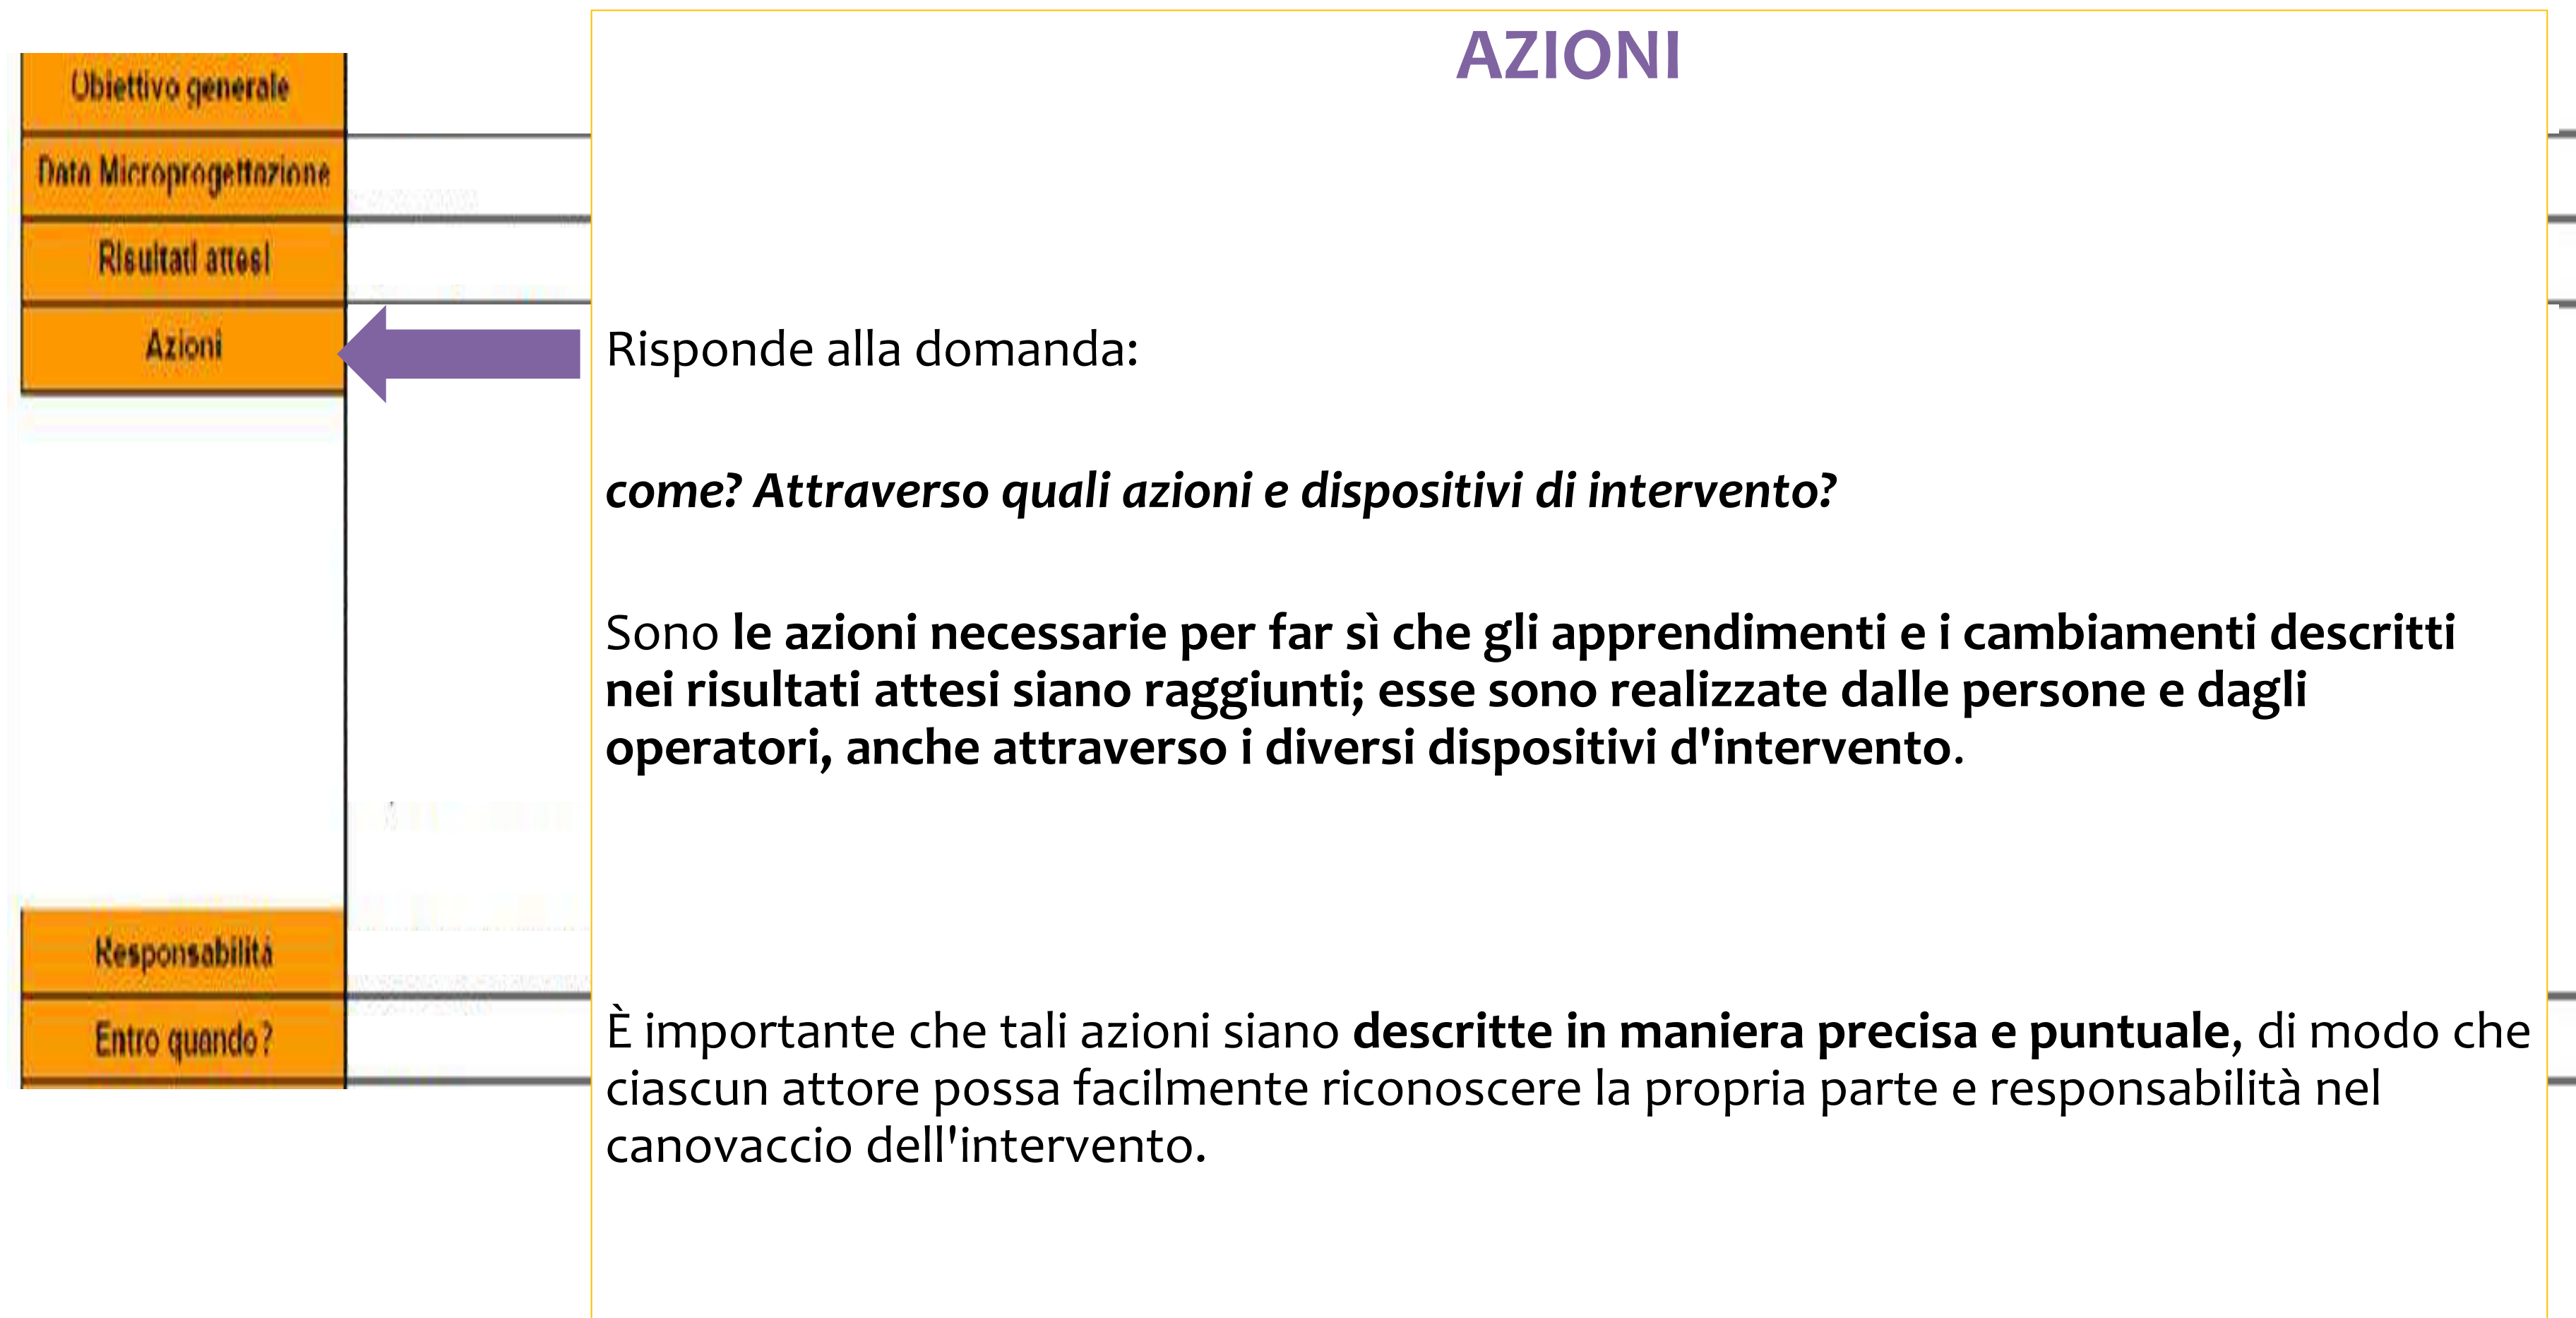 AZIONI
Obiettivo generale
Data Microprogettazione
Risultati attesi
Azioni
Responsabilità
Entro quando?
Risponde alla domanda:
come? Attraverso quali azioni e dispositivi di intervento?
Sono le azioni necessarie per far sì che gli apprendimenti e i cambiamenti descritti
nei risultati attesi siano raggiunti; esse sono realizzate dalle persone e dagli
operatori, anche attraverso i diversi dispositivi d'intervento.
È importante che tali azioni siano descritte in maniera precisa e puntuale, di modo che
ciascun attore possa facilmente riconoscere la propria parte e responsabilità nel
canovaccio dell'intervento.